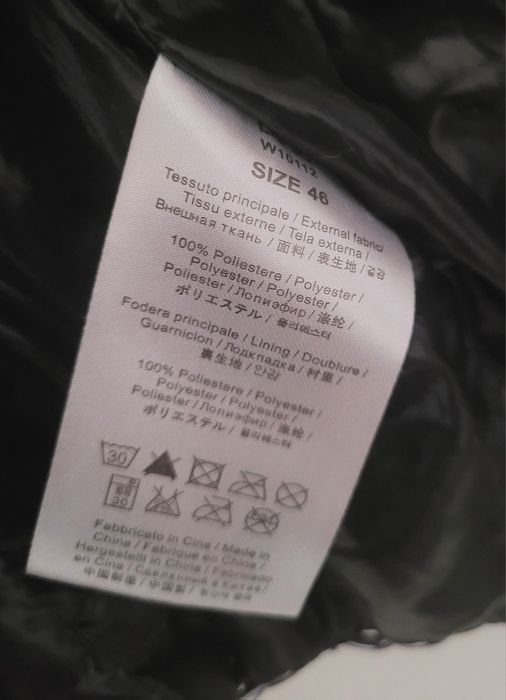 W10112
SIZE 46
Tessuto principale / External fabric/
Tissu externe / Tela externa /
Внешная ткань / 面料 / 表生地 / 겉감
100% Poliestere / Polyester /
Polyester / Polyester /
Poliester / Лопиэфир / 涤纶 /
ポリエステル / 폴리에스터
Fodera principale / Lining / Doublure /
Guarnicion / Лодкладка / 衬里 /
裏生地 / 안감
100% Poliestere / Polyester /
Polyester / Polyester /
Poliester / Лопиэфир / 涤纶 /
ポリエステル / 폴리에스터
30
30
Fabbricato in Cina / Made in
China / Fabrique en Chine /
Hergestellt in China / Fabricado
en Cina / Сделанный в Китае/
中国制造 / 中国製 /